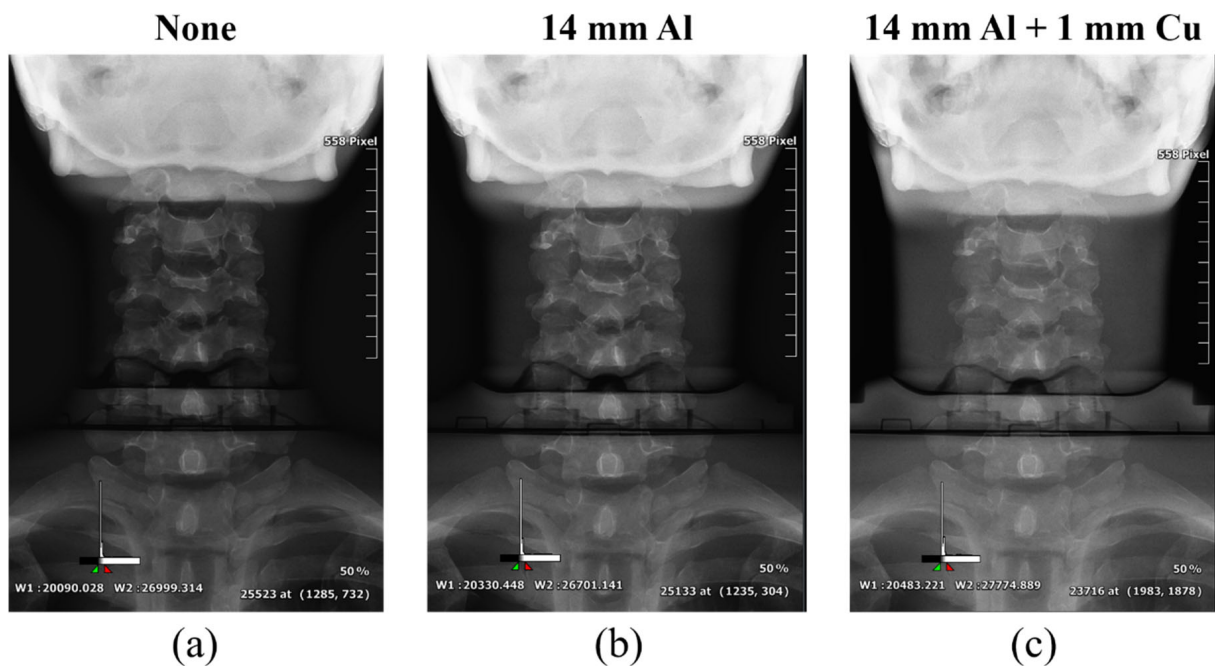 None
14 mm Al
14 mm Al + 1 mm Cu
558 Pixel
558 Pixel
558 Pixel
50 %
W1 :20090.028 W2 :26999.314
25523 at (1285, 732)
50 %
W1 :20330.448 W2 :26701.141
25133 at (1235, 304)
50 %
W1 :20483.221 W2 :27774.889
23716 at (1983, 1878)
(a)
(b)
(c)